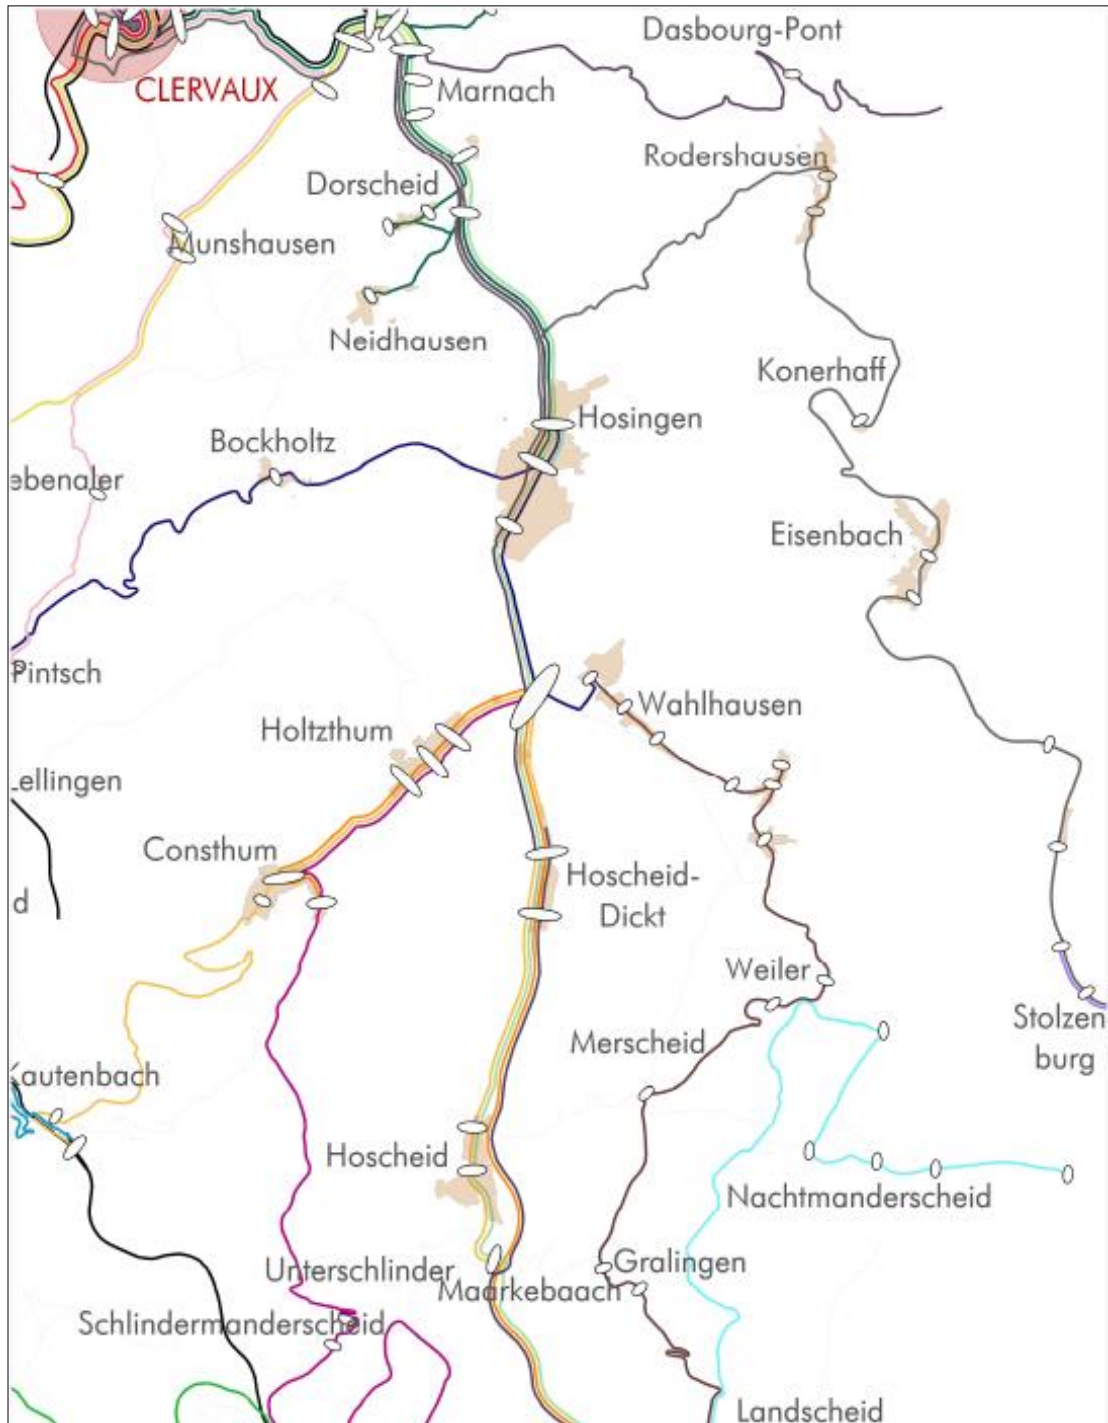 Dasbourg-Pont
CLERVAUX
Marnach
Rodershausen
Dorscheid
Munshausen
Neidhausen
Konerhaff
Hosingen
Bockholtz
ebenaler
Eisenbach
Pintsch
Wahlhausen
Holtzthum
Lellingen
Consthum
Hoscheid-
Dickt
d
Weiler
Stolzen
burg
Merscheid
Kautenbach
Hoscheid
Nachtmanderscheid
Unterschlinder
Gralingen
Maarkebaach
Schlindermanderscheid
Landscheid